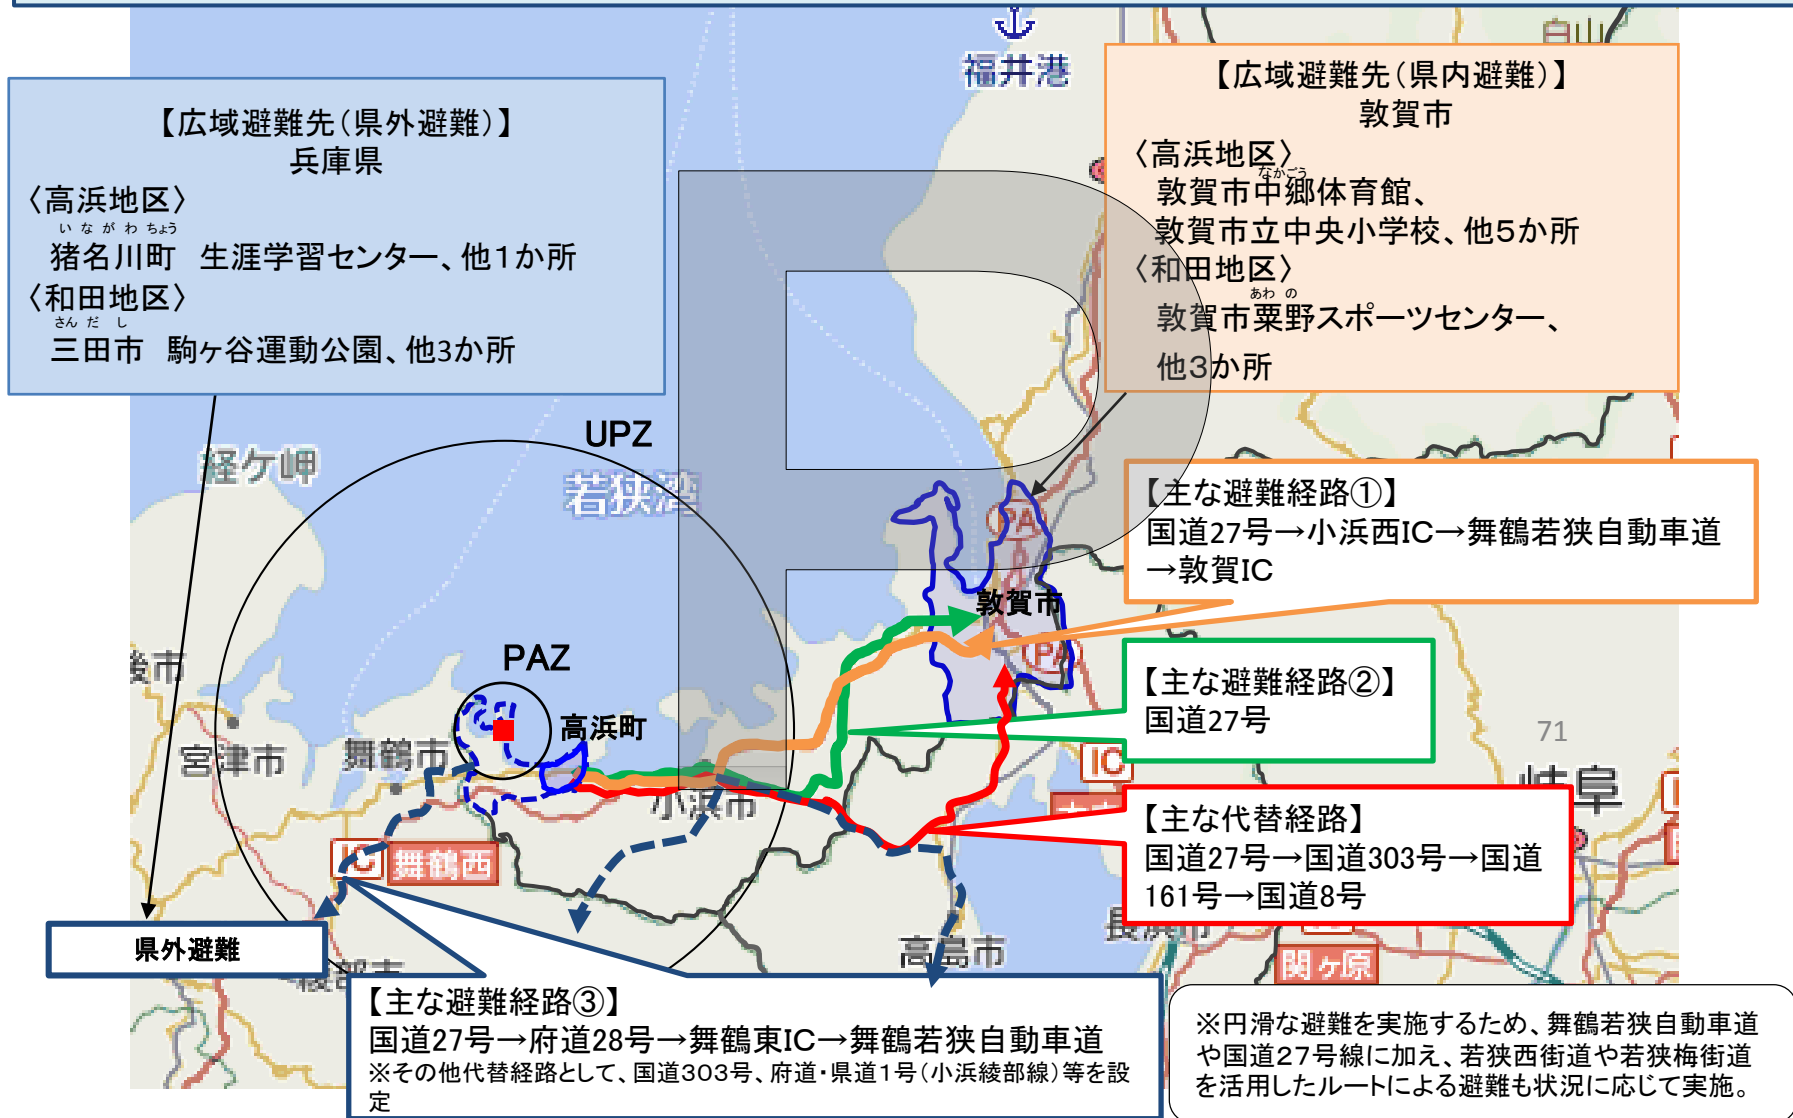 福井港
白山
【広域避難先(県外避難)】
兵庫県
〈高浜地区〉
いながわちょう
猪名川町 生涯学習センター、他1か所
〈和田地区〉
さんだし
三田市 駒ヶ谷運動公園、他3か所
【広域避難先(県内避難)】
敦賀市
〈高浜地区〉
なかごう
敦賀市中郷体育館、
敦賀市立中央小学校、他5か所
〈和田地区〉
あわの
敦賀市粟野スポーツセンター、
他3か所
P
UPZ
経ケ岬
若狭湾
【主な避難経路①】
国道27号→小浜西IC→舞鶴若狭自動車道
→敦賀IC
PA
敦賀市
PA
PAZ
高浜町
後市
宮津市
舞鶴市
小浜市
【主な避難経路②】
国道27号
71
IC
岐阜
【主な代替経路】
国道27号→国道303号→国道
161号→国道8号
IC
舞鶴西
県外避難
綾部市
高島市
長浜市
関ヶ原
【主な避難経路③】
国道27号→府道28号→舞鶴東IC→舞鶴若狭自動車道
※その他代替経路として、国道303号、府道・県道1号(小浜綾部線)等を設
定
※円滑な避難を実施するため、舞鶴若狭自動車道
や国道27号線に加え、若狭西街道や若狭梅街道
を活用したルートによる避難も状況に応じて実施。